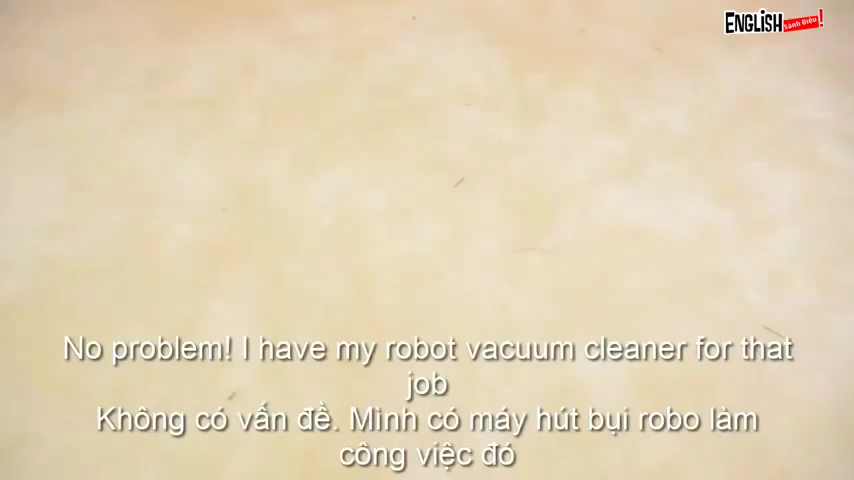 ENGLISH Sành Điệu!
No problem! I have my robot vacuum cleaner for that
job
Không có vấn đề. Mình có máy hút bụi robo làm
công việc đó